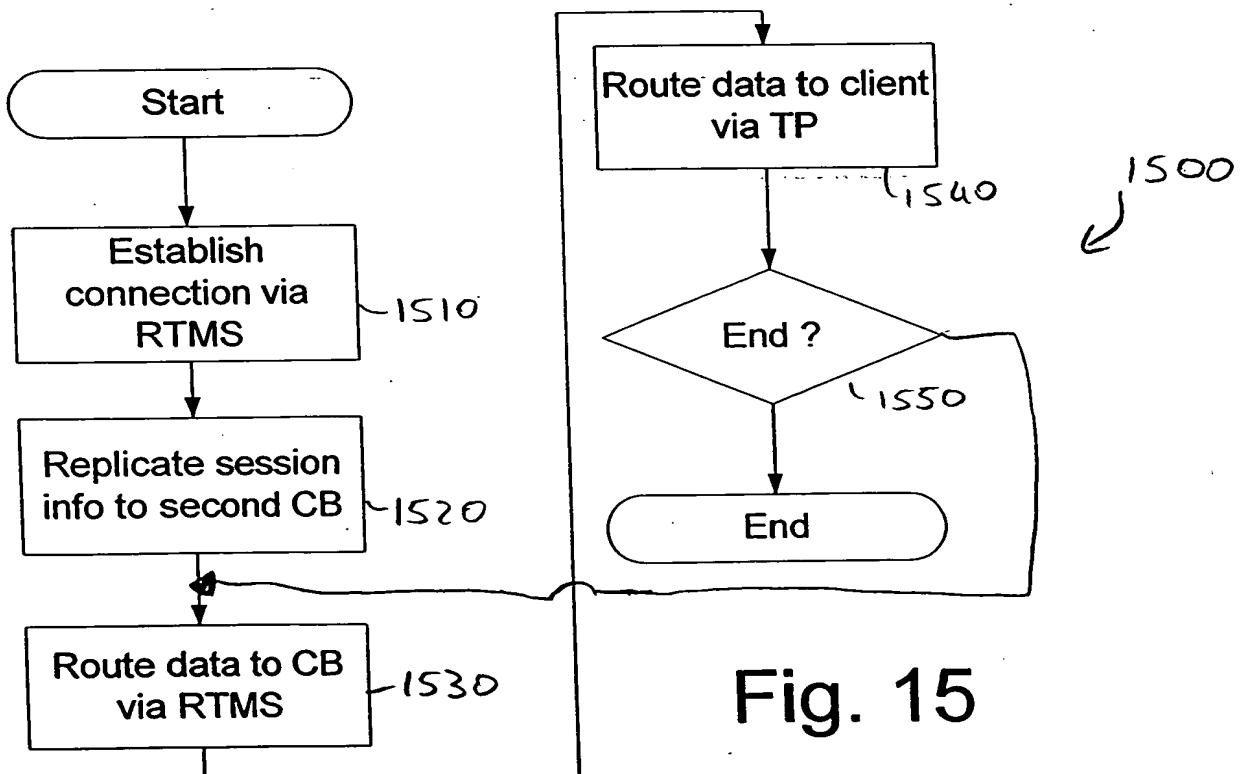 Start
Establish
connection via
RTMS
1510
Replicate session
info to second CB
1520
Route data to CB
via RTMS
1530
Route data to client
via TP
1540
1500
End ?
1550
End
Fig. 15